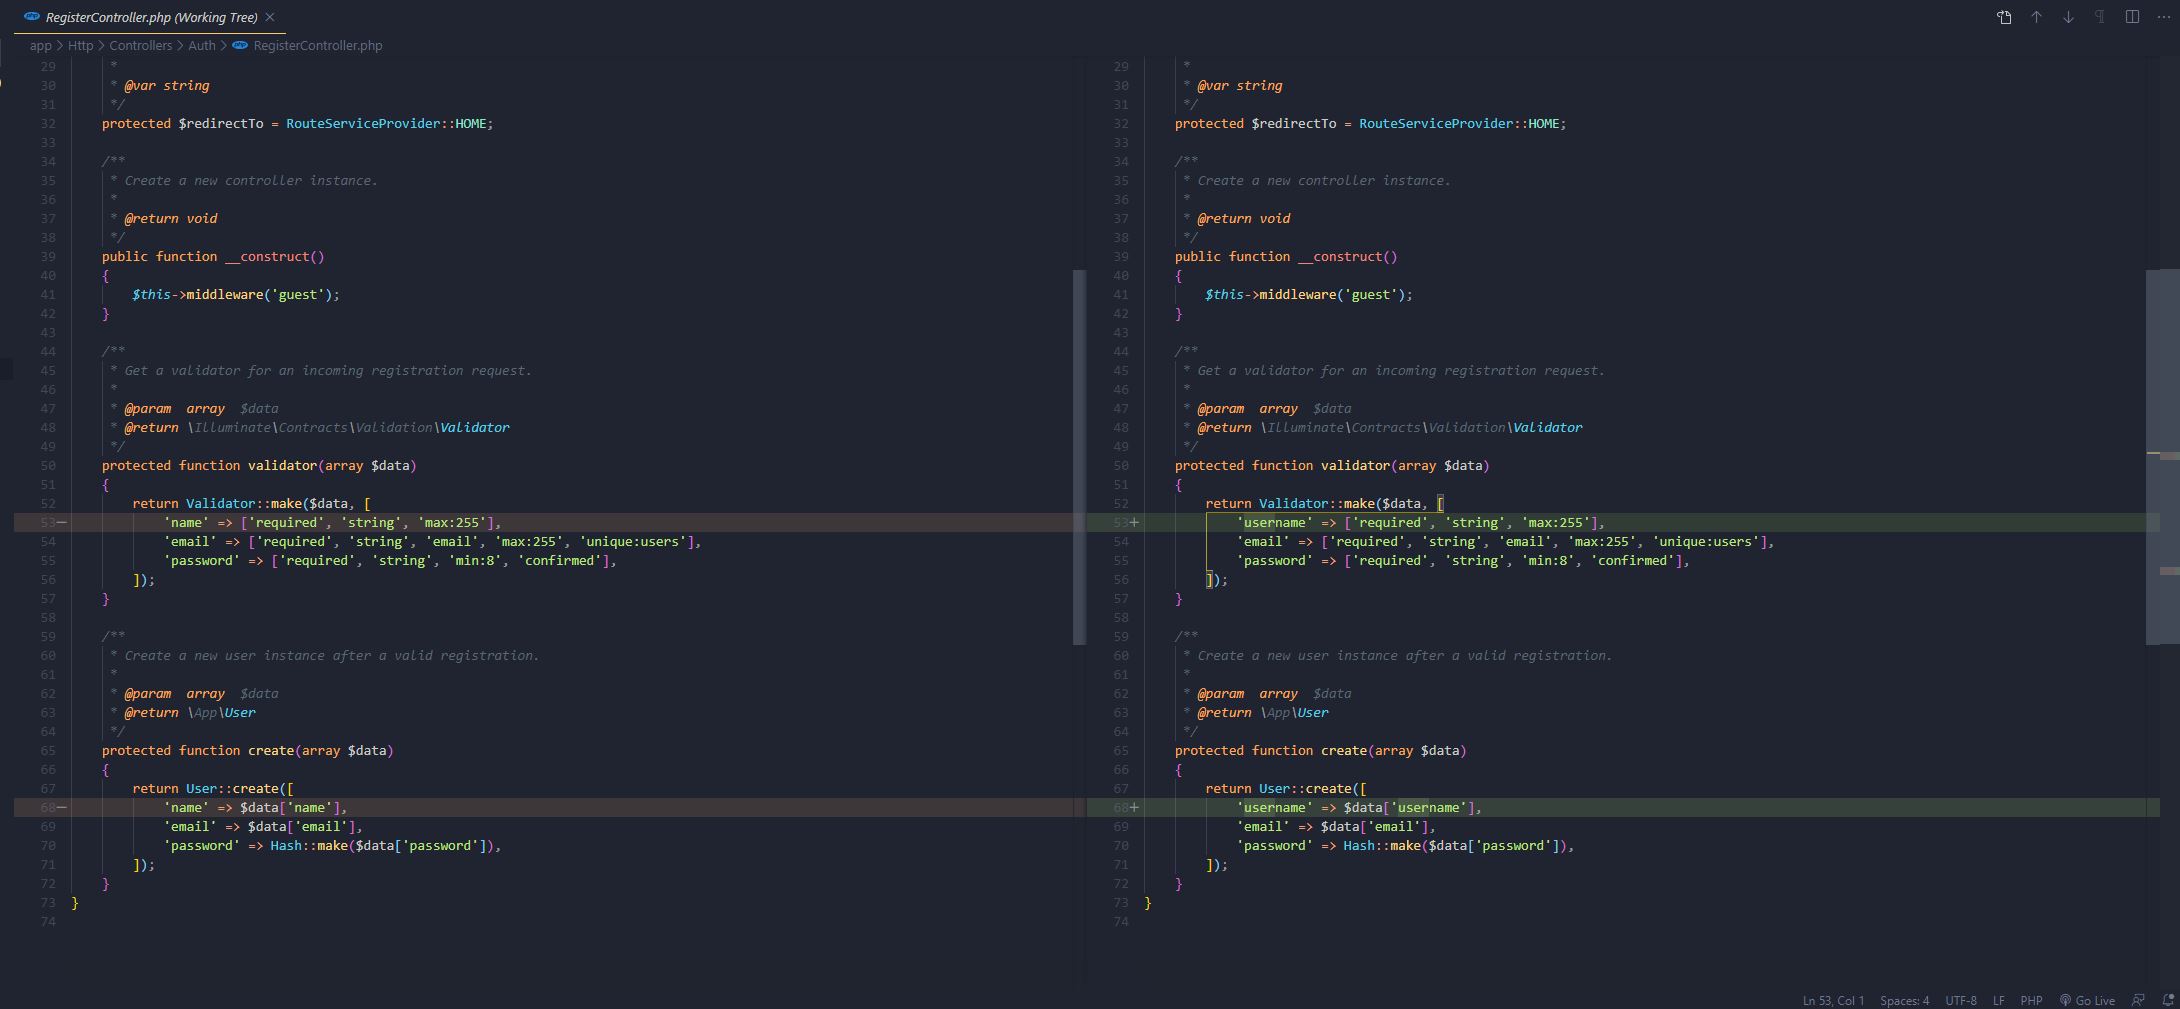 RegisterController.php (Working Tree)
app > Http > Controllers > Auth > RegisterController.php
29 *
30 * @var string
31 */
32 protected $redirectTo = RouteServiceProvider::HOME;
33
34 /**
35 * Create a new controller instance.
36 *
37 * @return void
38 */
39 public function __construct()
40 {
41 $this->middleware('guest');
42 }
43
44 /**
45 * Get a validator for an incoming registration request.
46 *
47 * @param  array  $data
48 * @return \Illuminate\Contracts\Validation\Validator
49 */
50 protected function validator(array $data)
51 {
52 return Validator::make($data, [
53− 'name' => ['required', 'string', 'max:255'],
54 'email' => ['required', 'string', 'email', 'max:255', 'unique:users'],
55 'password' => ['required', 'string', 'min:8', 'confirmed'],
56 ]);
57 }
58
59 /**
60 * Create a new user instance after a valid registration.
61 *
62 * @param  array  $data
63 * @return \App\User
64 */
65 protected function create(array $data)
66 {
67 return User::create([
68− 'name' => $data['name'],
69 'email' => $data['email'],
70 'password' => Hash::make($data['password']),
71 ]);
72 }
73 }
74
29 *
30 * @var string
31 */
32 protected $redirectTo = RouteServiceProvider::HOME;
33
34 /**
35 * Create a new controller instance.
36 *
37 * @return void
38 */
39 public function __construct()
40 {
41 $this->middleware('guest');
42 }
43
44 /**
45 * Get a validator for an incoming registration request.
46 *
47 * @param  array  $data
48 * @return \Illuminate\Contracts\Validation\Validator
49 */
50 protected function validator(array $data)
51 {
52 return Validator::make($data, [
53+ 'username' => ['required', 'string', 'max:255'],
54 'email' => ['required', 'string', 'email', 'max:255', 'unique:users'],
55 'password' => ['required', 'string', 'min:8', 'confirmed'],
56 ]);
57 }
58
59 /**
60 * Create a new user instance after a valid registration.
61 *
62 * @param  array  $data
63 * @return \App\User
64 */
65 protected function create(array $data)
66 {
67 return User::create([
68+ 'username' => $data['username'],
69 'email' => $data['email'],
70 'password' => Hash::make($data['password']),
71 ]);
72 }
73 }
74
Ln 53, Col 1 Spaces: 4 UTF-8 LF PHP Go Live